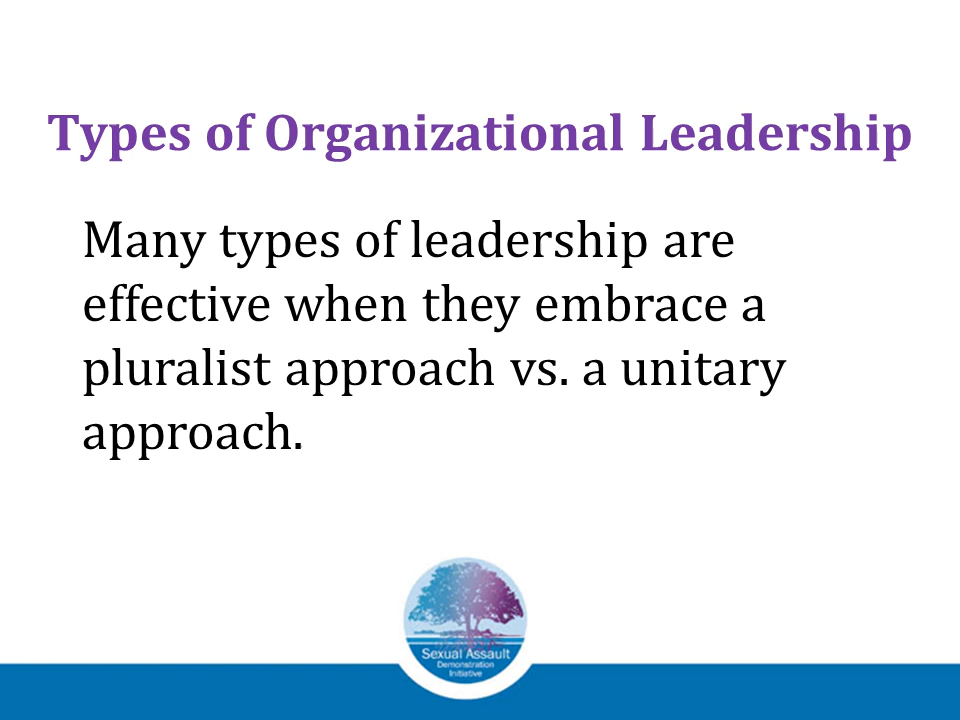 Types of Organizational Leadership
Many types of leadership are
effective when they embrace a
pluralist approach vs. a unitary
approach.
Sexual Assault
Demonstration
Initiative